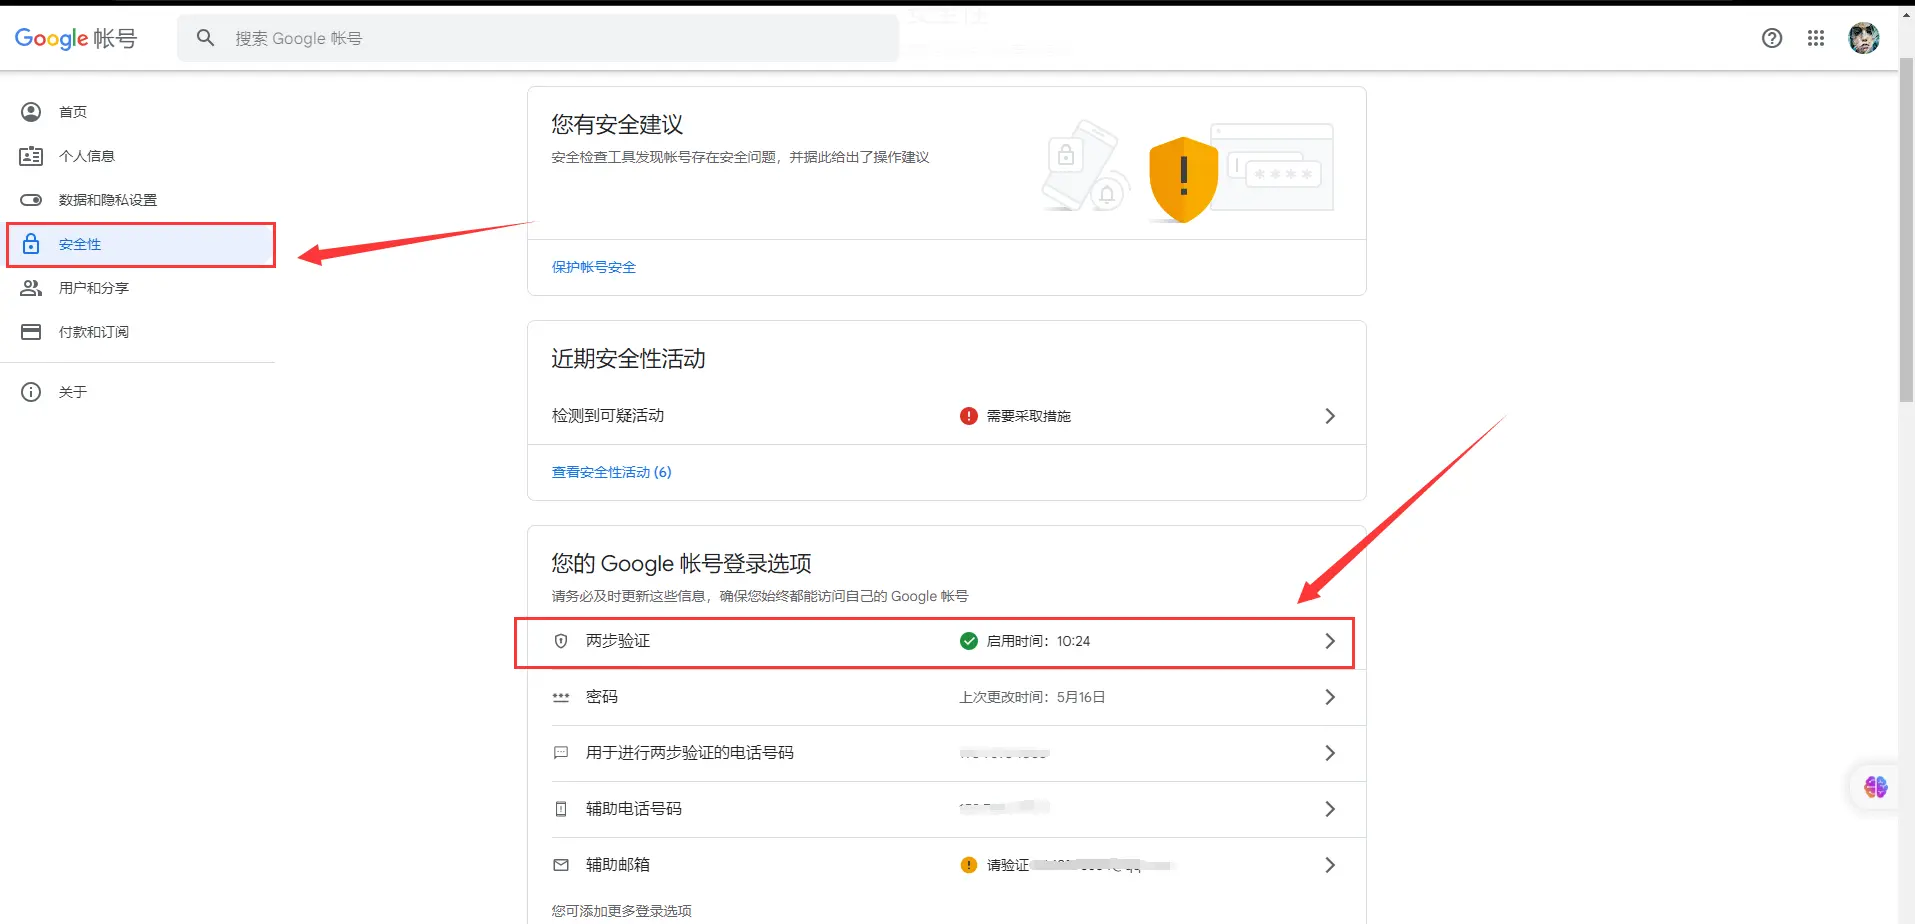 Google 帐号
搜索 Google 帐号
首页
个人信息
数据和隐私设置
安全性
用户和分享
付款和订阅
关于
您有安全建议
安全检查工具发现帐号存在安全问题，并据此给出了操作建议
保护帐号安全
近期安全性活动
检测到可疑活动 需要采取措施
查看安全性活动 (6)
您的 Google 帐号登录选项
请务必及时更新这些信息，确保您始终都能访问自己的 Google 帐号
两步验证 启用时间：10:24
密码 上次更改时间：5月16日
用于进行两步验证的电话号码
辅助电话号码
辅助邮箱 请验证
您可添加更多登录选项